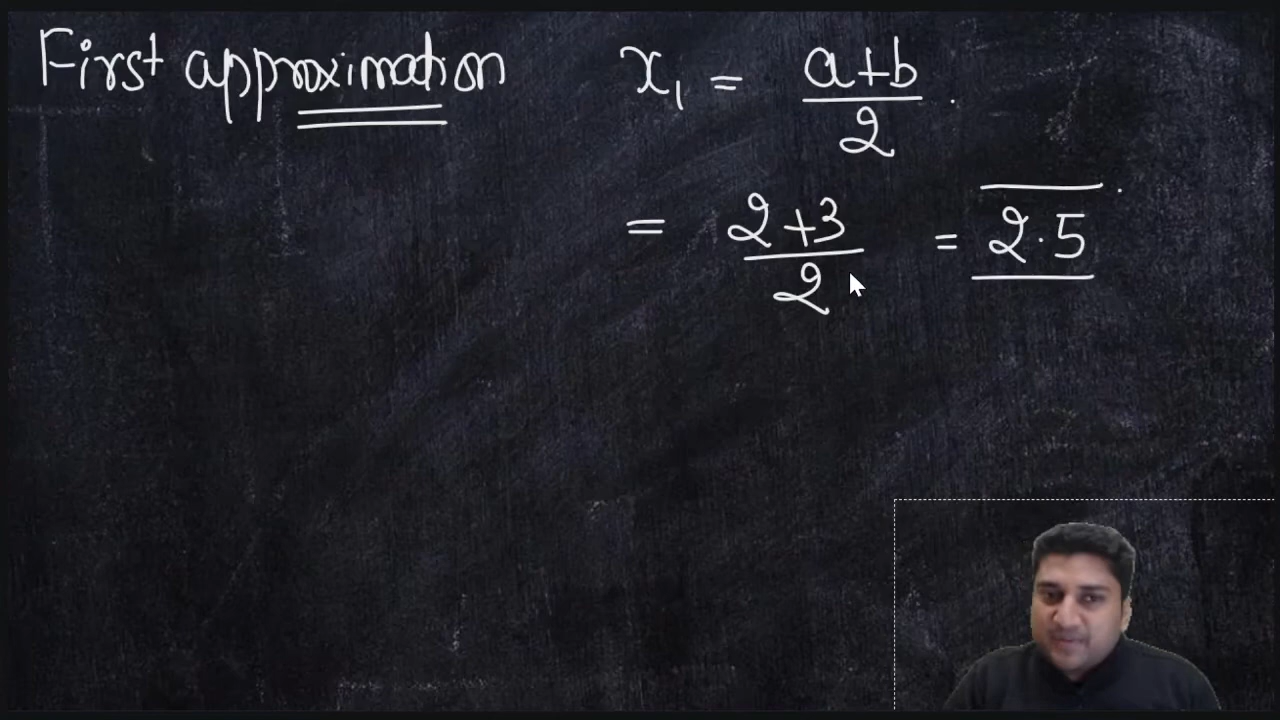 First approximation x₁ = a+b/2.
= 2+3/2 = 2.5